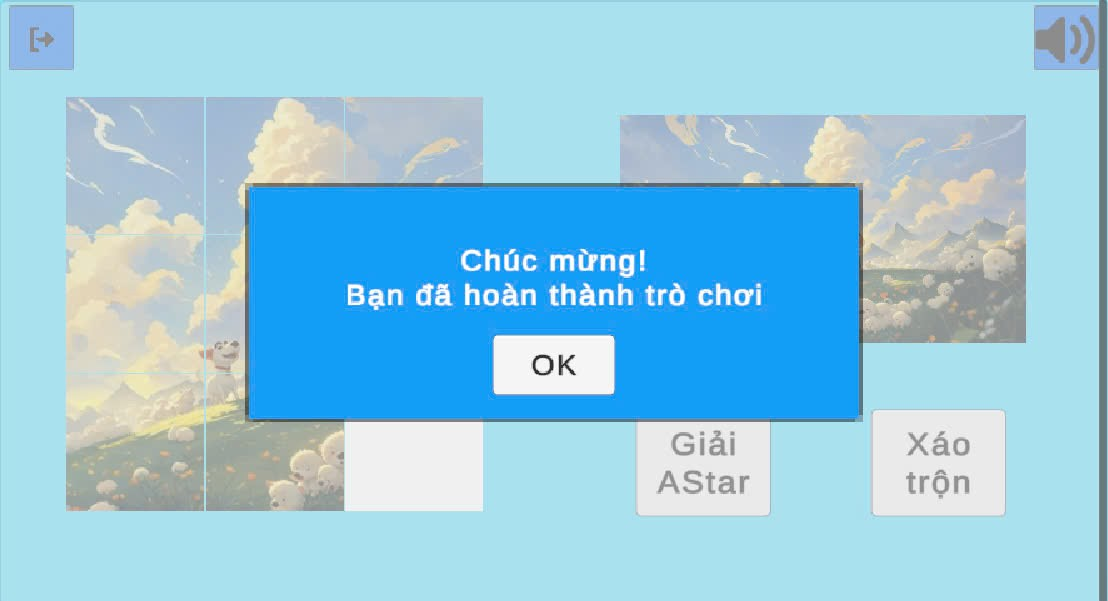 Chúc mừng!
Bạn đã hoàn thành trò chơi
OK
Giải
AStar
Xáo
trộn